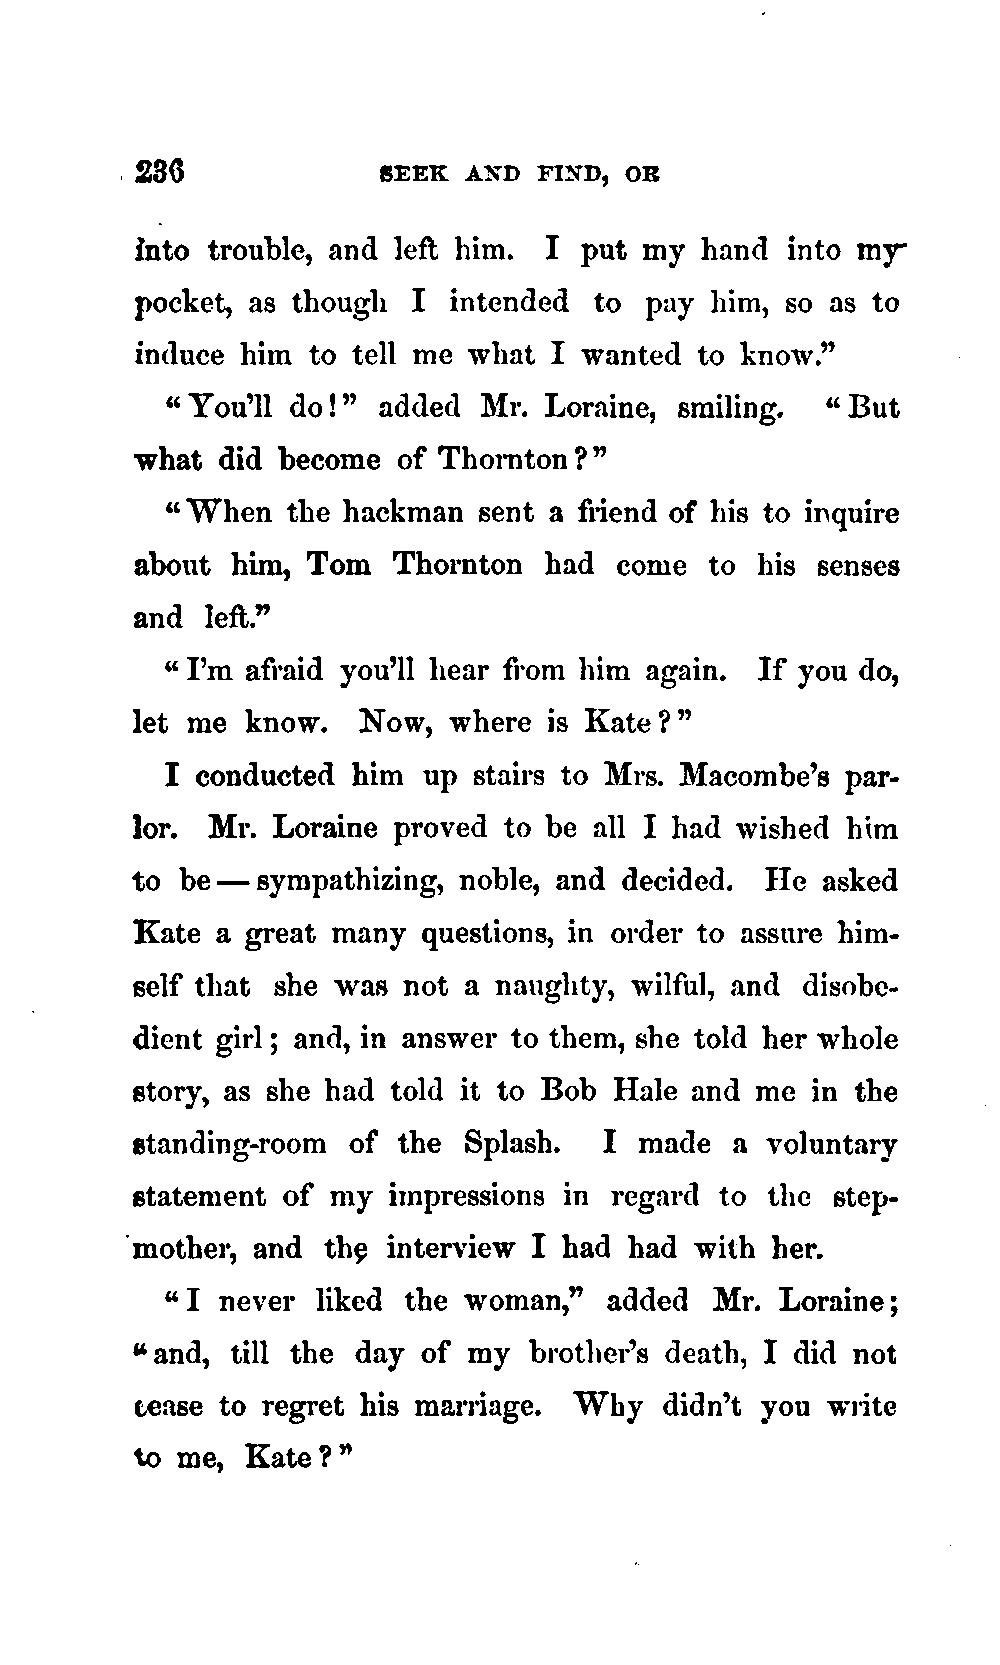 236 SEEK AND FIND, OR
into trouble, and left him. I put my hand into my
pocket, as though I intended to pay him, so as to
induce him to tell me what I wanted to know."
"You'll do!" added Mr. Loraine, smiling. "But
what did become of Thornton?"
"When the hackman sent a friend of his to inquire
about him, Tom Thornton had come to his senses
and left."
"I'm afraid you'll hear from him again. If you do,
let me know. Now, where is Kate?"
I conducted him up stairs to Mrs. Macombe's par-
lor. Mr. Loraine proved to be all I had wished him
to be — sympathizing, noble, and decided. He asked
Kate a great many questions, in order to assure him-
self that she was not a naughty, wilful, and disobe-
dient girl; and, in answer to them, she told her whole
story, as she had told it to Bob Hale and me in the
standing-room of the Splash. I made a voluntary
statement of my impressions in regard to the step-
mother, and the interview I had had with her.
"I never liked the woman," added Mr. Loraine;
"and, till the day of my brother's death, I did not
cease to regret his marriage. Why didn't you write
to me, Kate?"